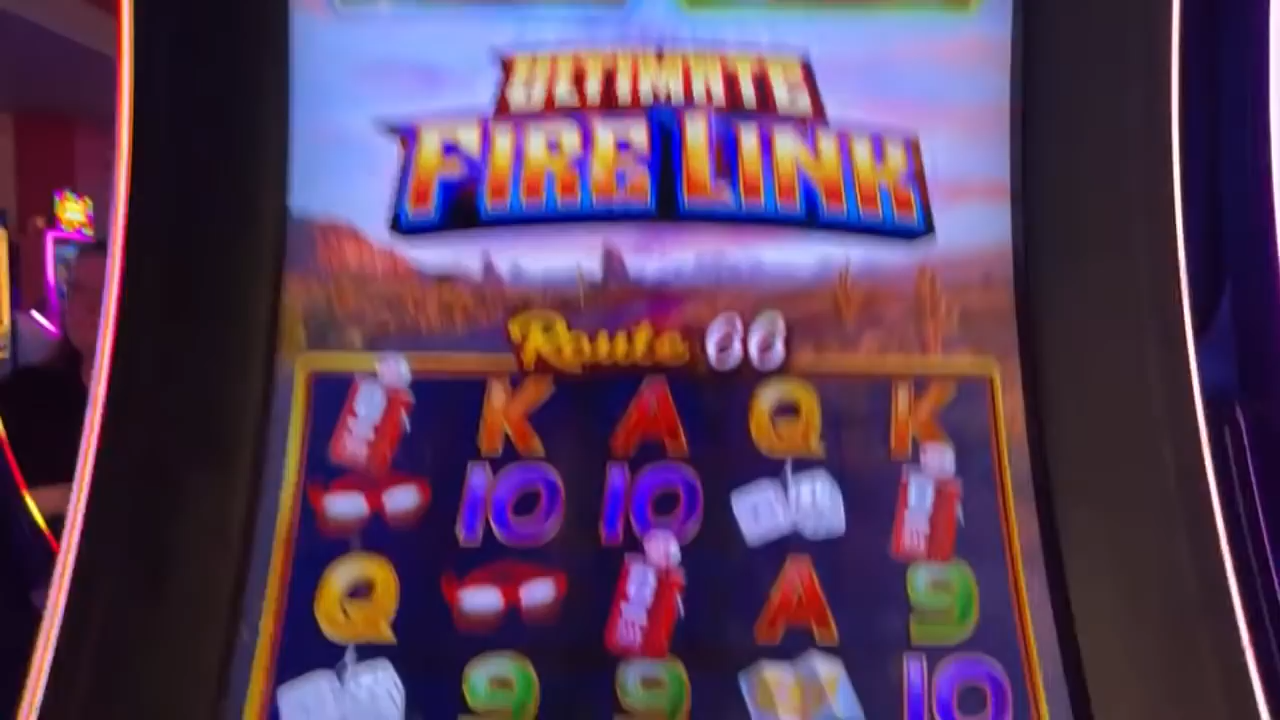 ULTIMATE
FIRE LINK
Route 66
K A Q K
10 10
Q A 9
9 9 10